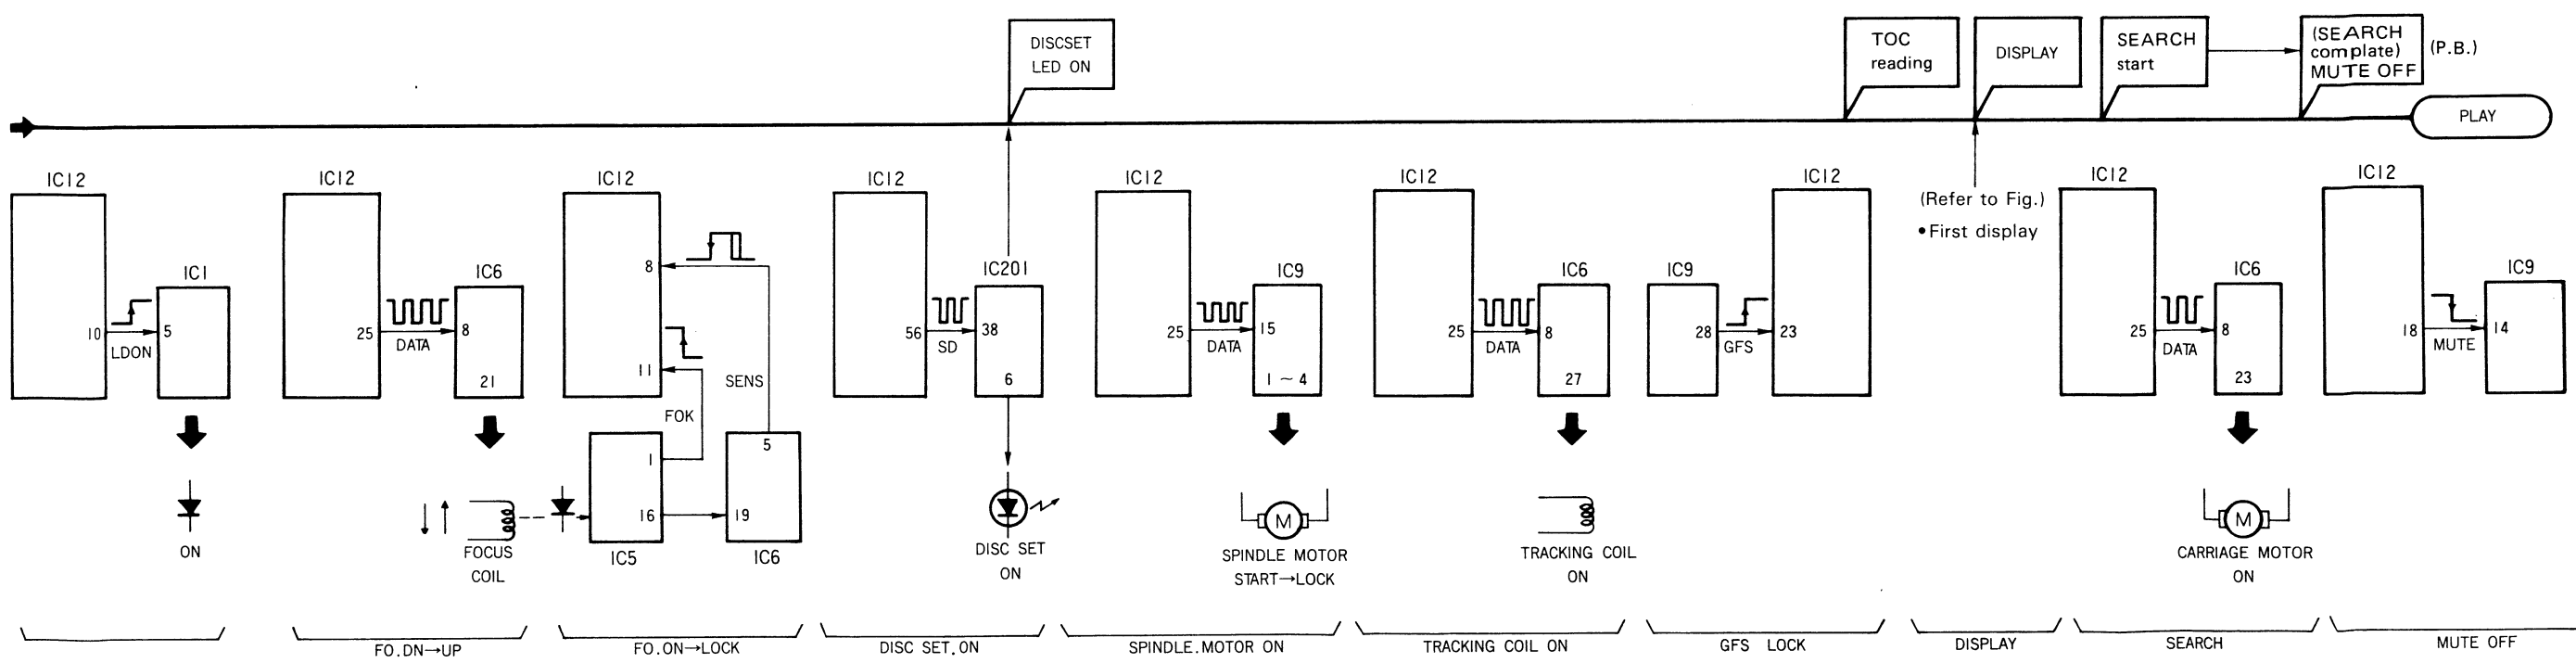 DISCSET
LED ON
TOC
reading
DISPLAY
SEARCH
start
(SEARCH
complate)
MUTE OFF
(P.B.)
PLAY
IC12
10
LDON
IC1
5
ON
IC12
25
DATA
IC6
8
21
FOCUS
COIL
FO.DN→UP
IC12
8
11
SENS
FOK
1
16
IC5
5
19
IC6
FO.ON→LOCK
IC12
56
SD
IC201
38
6
DISC SET
ON
DISC SET.ON
IC12
25
DATA
IC9
15
1 ~ 4
M
SPINDLE MOTOR
START→LOCK
SPINDLE.MOTOR ON
IC12
25
DATA
IC6
8
27
TRACKING COIL
ON
TRACKING COIL ON
IC9
28
GFS
IC12
23
GFS LOCK
(Refer to Fig.)
•First display
DISPLAY
IC12
25
DATA
IC6
8
23
M
CARRIAGE MOTOR
ON
SEARCH
IC12
18
MUTE
IC9
14
MUTE OFF